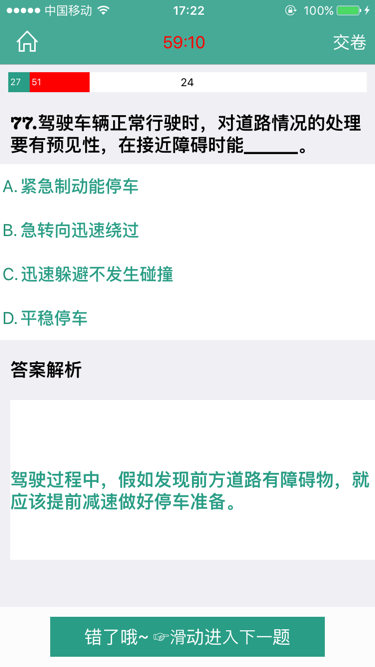 中国移动 17:22 100%
59:10 交卷
27 51 24
77.驾驶车辆正常行驶时，对道路情况的处理
要有预见性，在接近障碍时能______。
A. 紧急制动能停车
B. 急转向迅速绕过
C. 迅速躲避不发生碰撞
D. 平稳停车
答案解析
驾驶过程中，假如发现前方道路有障碍物，就
应该提前减速做好停车准备。
错了哦~ ☞滑动进入下一题